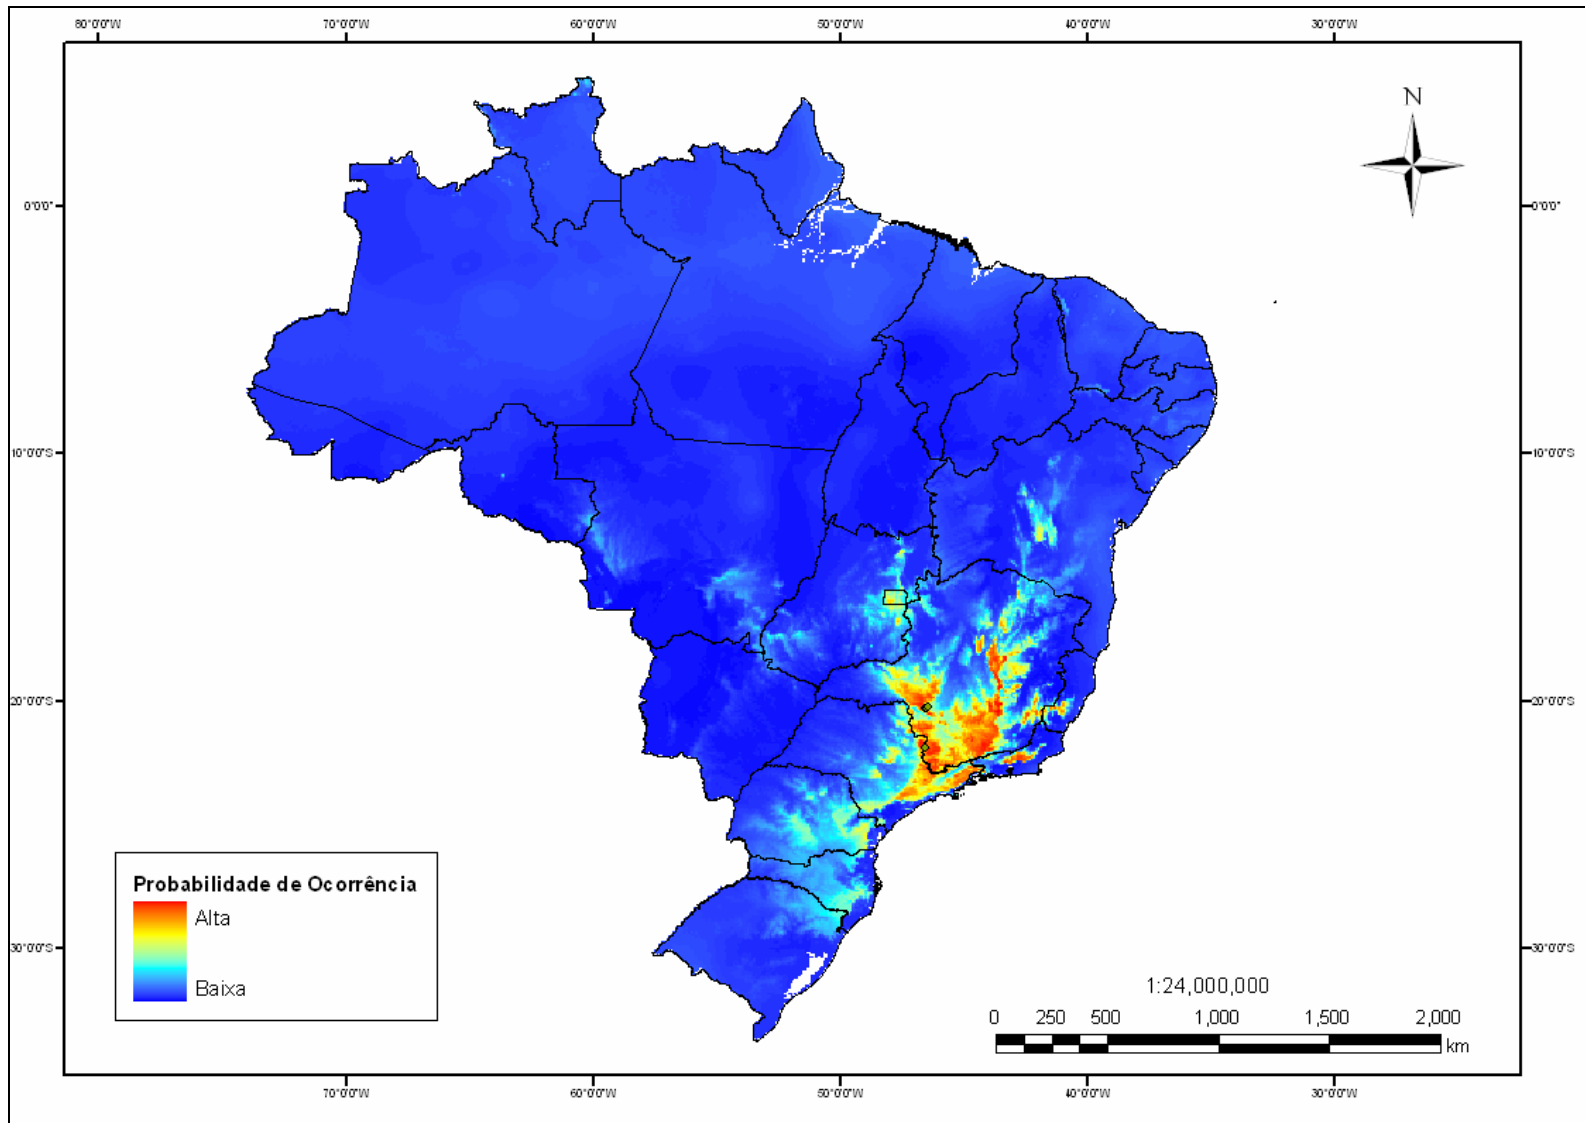 80°0'0"W 70°0'0"W 60°0'0"W 50°0'0"W 40°0'0"W 30°0'0"W
N
0°0'0" 0°0'0"
10°0'0"S 10°0'0"S
20°0'0"S 20°0'0"S
Probabilidade de Ocorrência
Alta
Baixa
30°0'0"S 30°0'0"S
1:24,000,000
0 250 500 1,000 1,500 2,000
km
70°0'0"W 60°0'0"W 50°0'0"W 40°0'0"W 30°0'0"W